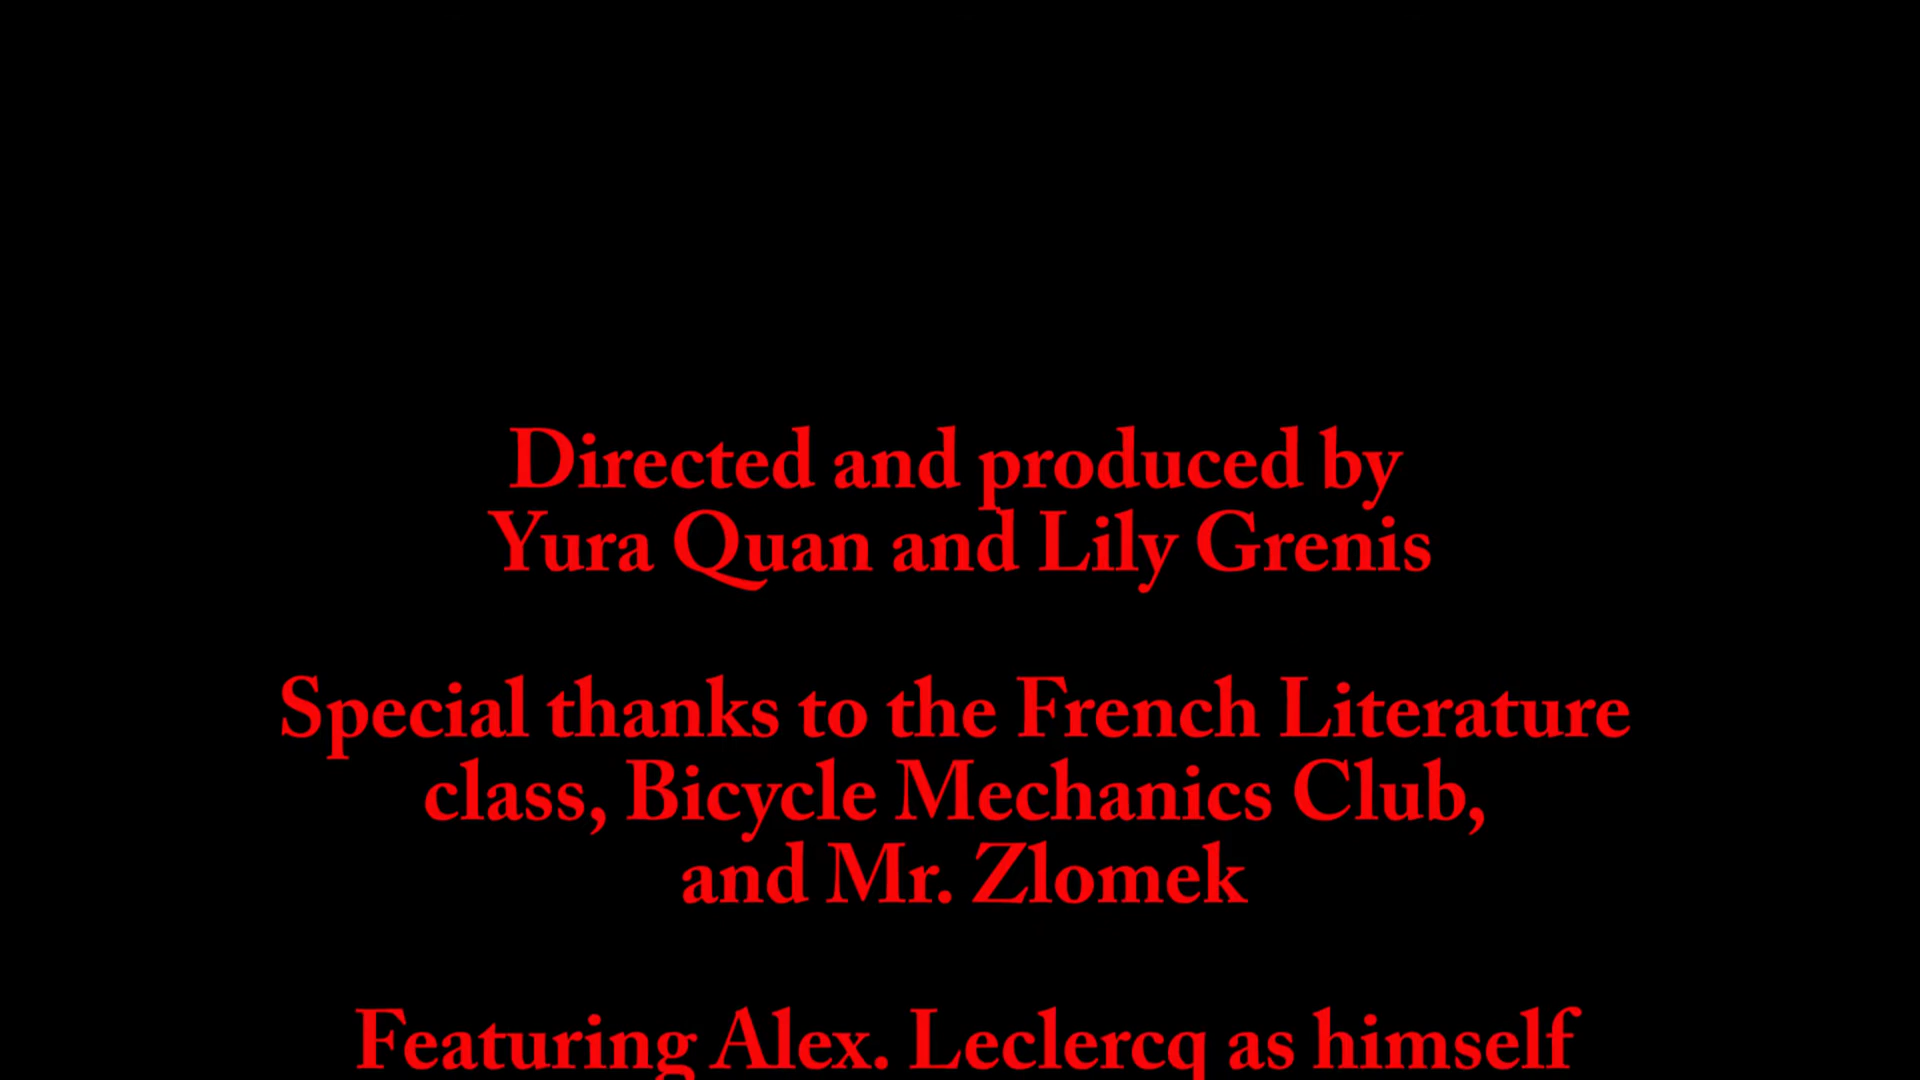 Directed and produced by
Yura Quan and Lily Grenis
Special thanks to the French Literature
class, Bicycle Mechanics Club,
and Mr. Zlomek
Featuring Alex. Leclercq as himself